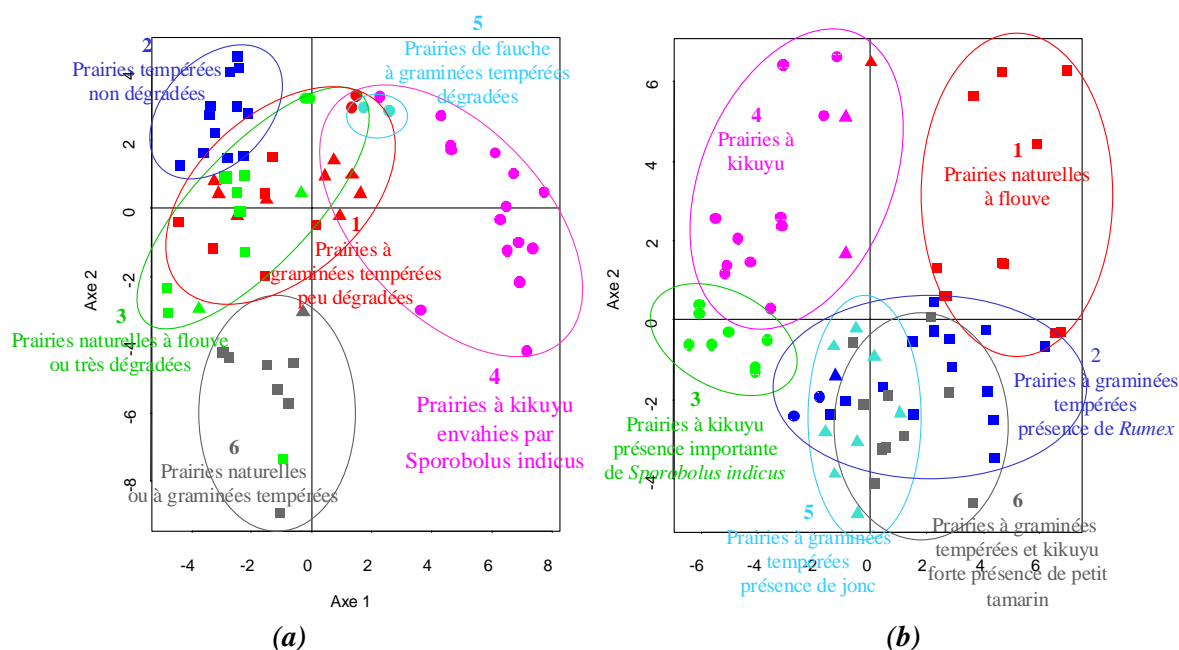 2
Prairies tempérées
non dégradées
5
Prairies de fauche
à graminées tempérées
dégradées
1
Prairies à
graminées tempérées
peu dégradées
3
Prairies naturelles à flouve
ou très dégradées
4
Prairies à kikuyu
envahies par
Sporobolus indicus
6
Prairies naturelles
ou à graminées tempérées
Axe 2
4
2
0
-2
-4
-6
-8
-4 -2 0 2 4 6 8
Axe 1
(a)
4
Prairies à
kikuyu
1
Prairies naturelles
à flouve
2
Prairies à graminées
tempérées
présence de Rumex
3
Prairies à kikuyu
présence importante
de Sporobolus indicus
5
Prairies à graminées
tempérées
présence de jonc
6
Prairies à graminées
tempérées et kikuyu
forte présence de petit
tamarin
Axe 2
6
4
2
0
-2
-4
-6 -4 -2 0 2 4 6
(b)